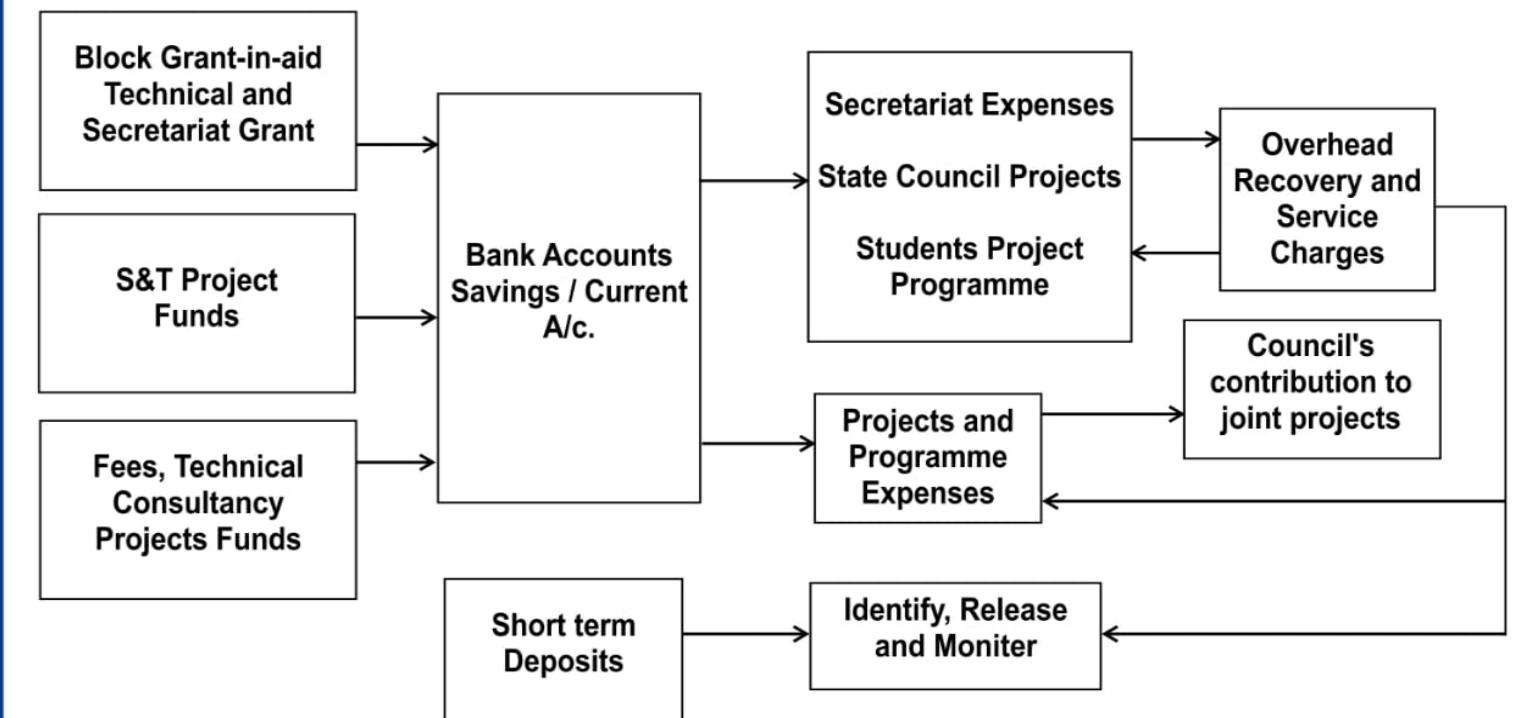 Block Grant-in-aid
Technical and
Secretariat Grant
S&T Project
Funds
Fees, Technical
Consultancy
Projects Funds
Bank Accounts
Savings / Current
A/c.
Short term
Deposits
Secretariat Expenses
State Council Projects
Students Project
Programme
Overhead
Recovery and
Service
Charges
Council's
contribution to
joint projects
Projects and
Programme
Expenses
Identify, Release
and Moniter